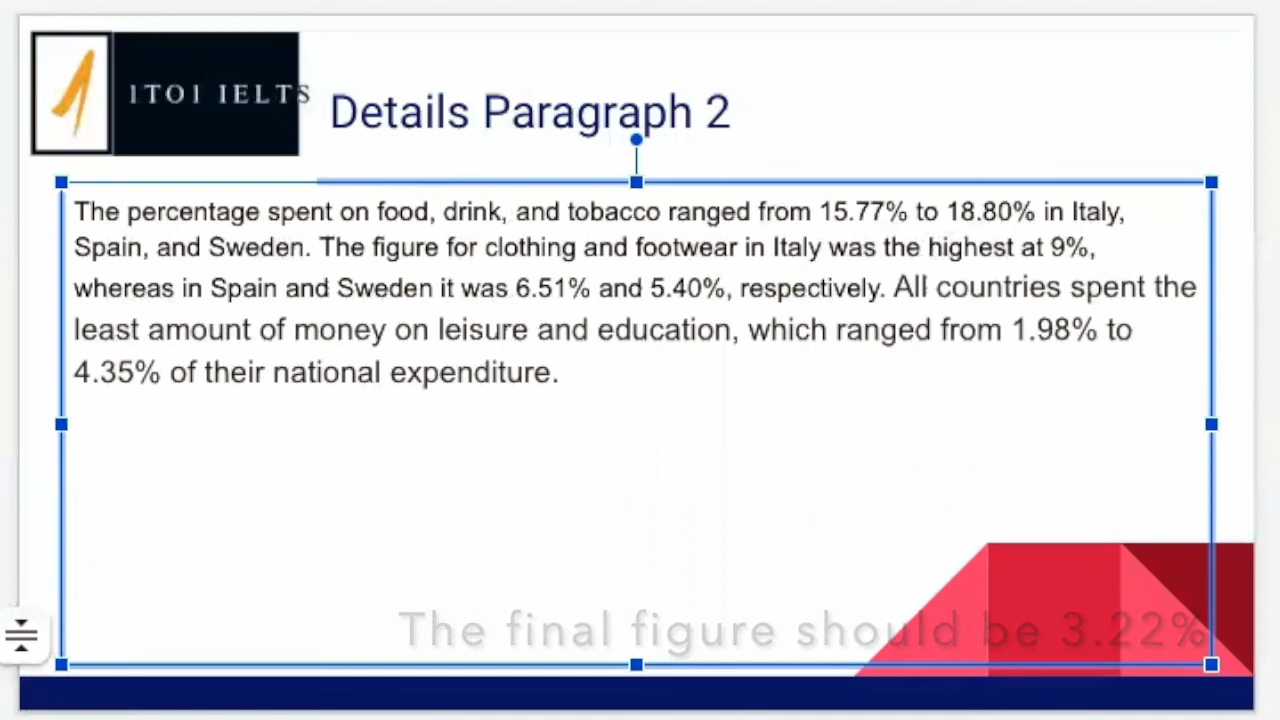 1TO1 IELTS
Details Paragraph 2
The percentage spent on food, drink, and tobacco ranged from 15.77% to 18.80% in Italy,
Spain, and Sweden. The figure for clothing and footwear in Italy was the highest at 9%,
whereas in Spain and Sweden it was 6.51% and 5.40%, respectively. All countries spent the
least amount of money on leisure and education, which ranged from 1.98% to
4.35% of their national expenditure.
The final figure should be 3.22%